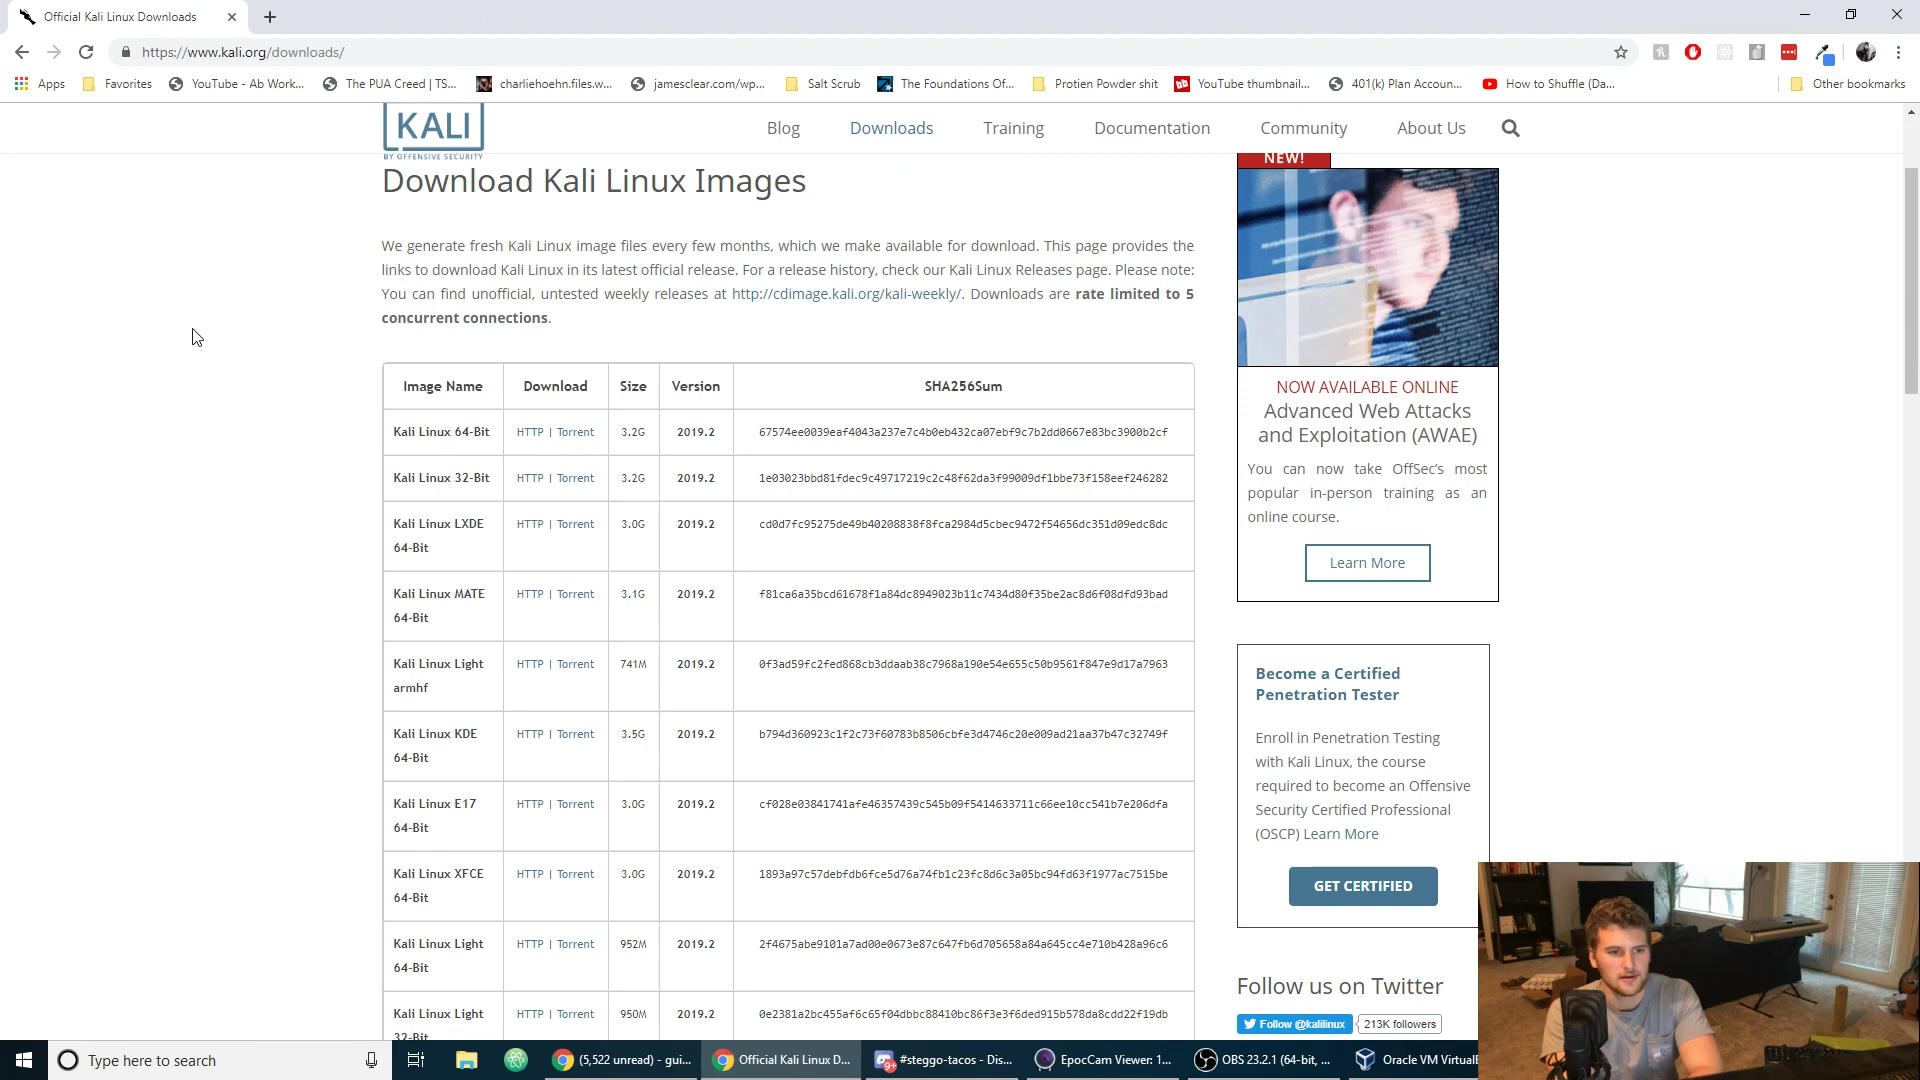 Official Kali Linux Downloads
https://www.kali.org/downloads/
Apps
Favorites
YouTube - Ab Work...
The PUA Creed | TS...
charliehoehn.files.w...
jamesclear.com/wp...
Salt Scrub
The Foundations Of...
Protien Powder shit
YouTube thumbnail...
401(k) Plan Accoun...
How to Shuffle (Da...
Other bookmarks
KALI
BY OFFENSIVE SECURITY
Blog
Downloads
Training
Documentation
Community
About Us
Download Kali Linux Images
We generate fresh Kali Linux image files every few months, which we make available for download. This page provides the
links to download Kali Linux in its latest official release. For a release history, check our Kali Linux Releases page. Please note:
You can find unofficial, untested weekly releases at http://cdimage.kali.org/kali-weekly/. Downloads are rate limited to 5
concurrent connections.
Image Name Download Size Version SHA256Sum
Kali Linux 64-Bit HTTP | Torrent 3.2G 2019.2 67574ee0039eaf4043a237e7c4b0eb432ca07ebf9c7b2dd0667e83bc3900b2cf
Kali Linux 32-Bit HTTP | Torrent 3.2G 2019.2 1e03023bbd81fdec9c49717219c2c48f62da3f99009df1bbe73f158eef246282
Kali Linux LXDE HTTP | Torrent 3.0G 2019.2 cd0d7fc95275de49b40208838f8fca2984d5cbec9472f54656dc351d09edc8dc
64-Bit
Kali Linux MATE HTTP | Torrent 3.1G 2019.2 f81ca6a35bcd61678f1a84dc8949023b11c7434d80f35be2ac8d6f08dfd93bad
64-Bit
Kali Linux Light HTTP | Torrent 741M 2019.2 0f3ad59fc2fed868cb3ddaab38c7968a190e54e655c50b9561f847e9d17a7963
armhf
Kali Linux KDE HTTP | Torrent 3.5G 2019.2 b794d360923c1f2c73f60783b8506cbfe3d4746c20e009ad21aa37b47c32749f
64-Bit
Kali Linux E17 HTTP | Torrent 3.0G 2019.2 cf028e03841741afe46357439c545b09f5414633711c66ee10cc541b7e206dfa
64-Bit
Kali Linux XFCE HTTP | Torrent 3.0G 2019.2 1893a97c57debfdb6fce5d76a74fb1c23fc8d6c3a05bc94fd63f1977ac7515be
64-Bit
Kali Linux Light HTTP | Torrent 952M 2019.2 2f4675abe9101a7ad00e0673e87c647fb6d705658a84a645cc4e710b428a96c6
64-Bit
Kali Linux Light HTTP | Torrent 950M 2019.2 0e2381a2bc455af6c65f04dbbc88410bc86f3e3f6ded915b578da8cdd22f19db
32-Bit
NEW!
NOW AVAILABLE ONLINE
Advanced Web Attacks
and Exploitation (AWAE)
You can now take OffSec's most
popular in-person training as an
online course.
Learn More
Become a Certified
Penetration Tester
Enroll in Penetration Testing
with Kali Linux, the course
required to become an Offensive
Security Certified Professional
(OSCP) Learn More
GET CERTIFIED
Follow us on Twitter
Follow @kalilinux
213K followers
Type here to search
(5,522 unread) - gui...
Official Kali Linux D...
9+
#steggo-tacos - Dis...
EpocCam Viewer: 1...
OBS 23.2.1 (64-bit, ...
Oracle VM VirtualB